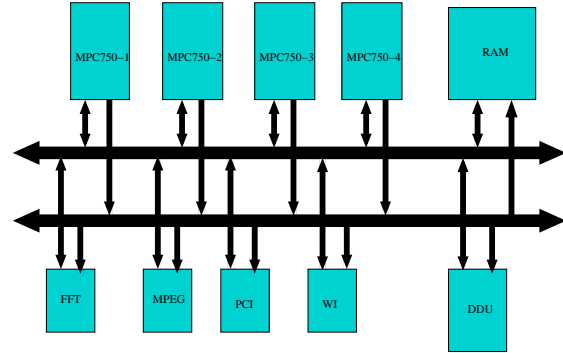 MPC750-1
MPC750-2
MPC750-3
MPC750-4
RAM
FFT
MPEG
PCI
WI
DDU